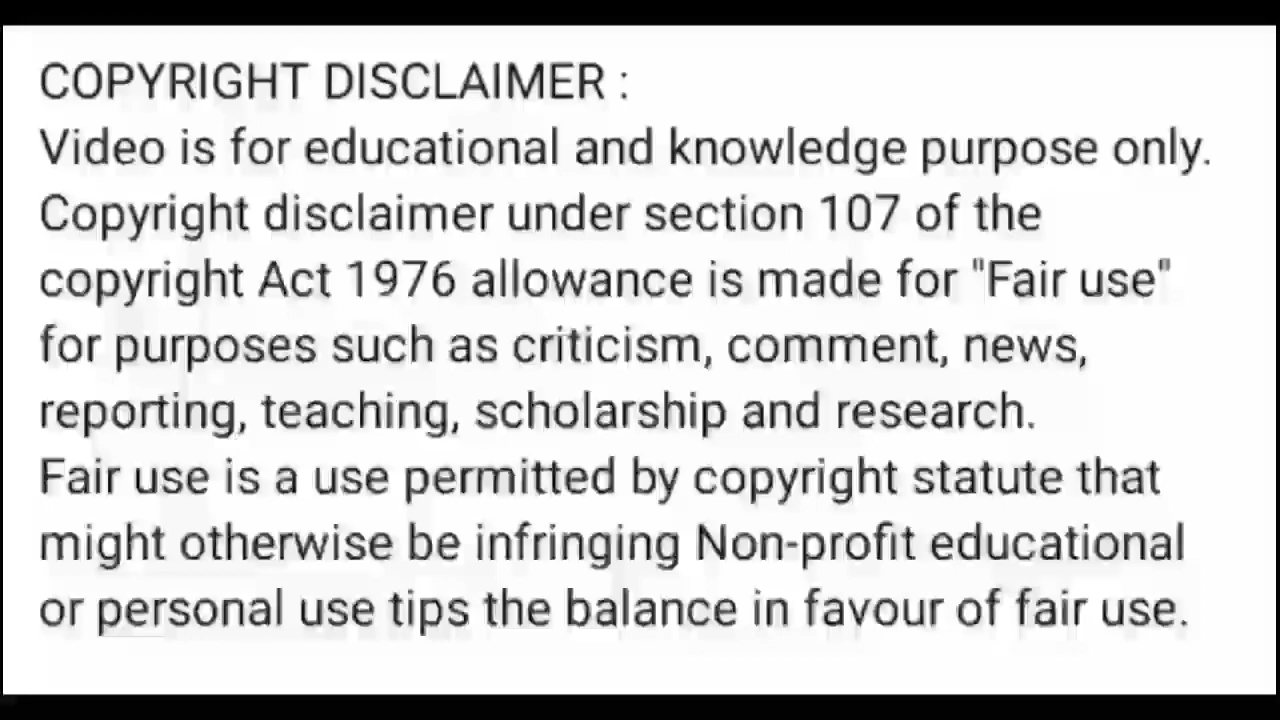 COPYRIGHT DISCLAIMER :
Video is for educational and knowledge purpose only.
Copyright disclaimer under section 107 of the
copyright Act 1976 allowance is made for "Fair use"
for purposes such as criticism, comment, news,
reporting, teaching, scholarship and research.
Fair use is a use permitted by copyright statute that
might otherwise be infringing Non-profit educational
or personal use tips the balance in favour of fair use.